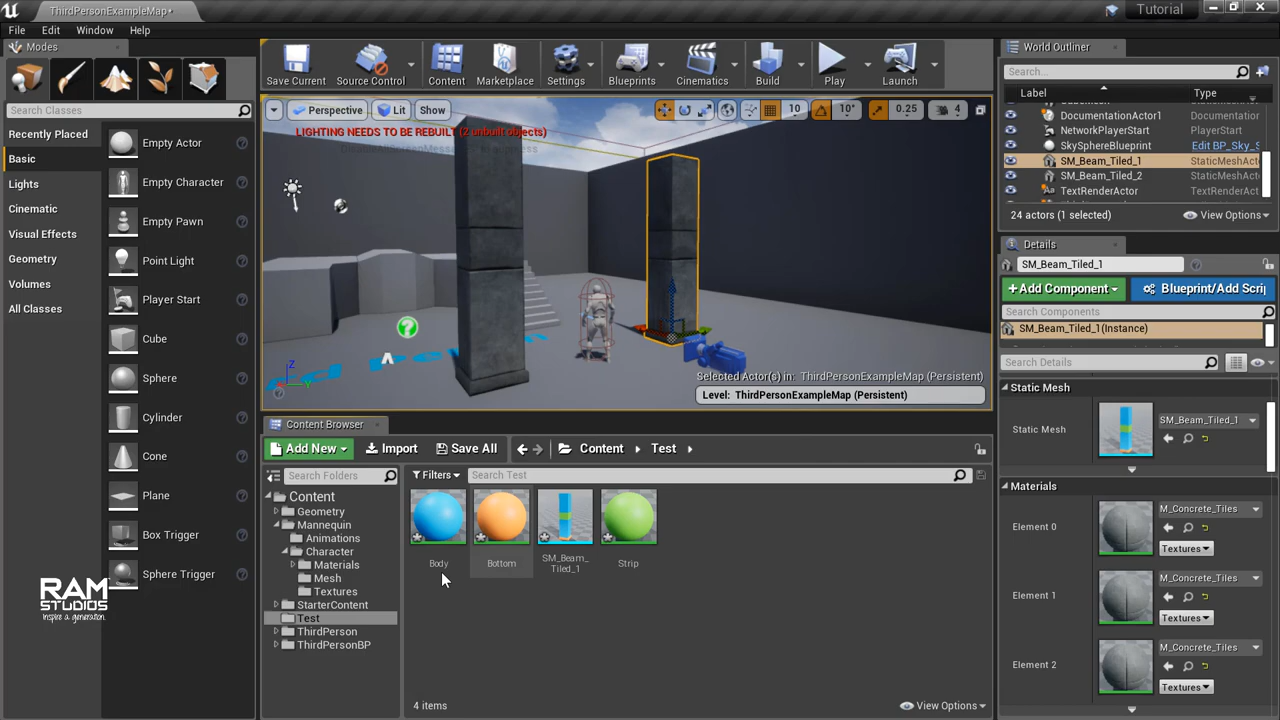 ThirdPersonExampleMap*
Tutorial
File Edit Window Help
Modes
Search Classes
Recently Placed
Basic
Lights
Cinematic
Visual Effects
Geometry
Volumes
All Classes
Empty Actor
Empty Character
Empty Pawn
Point Light
Player Start
Cube
Sphere
Cylinder
Cone
Plane
Box Trigger
Sphere Trigger
RAM
STUDIOS
Inspire a generation.
Save Current
Source Control
Content
Marketplace
Settings
Blueprints
Cinematics
Build
Play
Launch
Perspective Lit Show
10 10° 0.25 4
LIGHTING NEEDS TO BE REBUILT (2 unbuilt objects)
Selected Actor(s) in: ThirdPersonExampleMap (Persistent)
Level: ThirdPersonExampleMap (Persistent)
Content Browser
Add New Import Save All Content Test
Search Folders
Filters Search Test
Content
Geometry
Mannequin
Animations
Character
Materials
Mesh
Textures
StarterContent
Test
ThirdPerson
ThirdPersonBP
Body
Bottom
SM_Beam_
Tiled_1
Strip
4 items
View Options
World Outliner
Search...
Label Type
DocumentationActor1 Documentation
NetworkPlayerStart PlayerStart
SkySphereBlueprint Edit BP_Sky_S
SM_Beam_Tiled_1 StaticMeshAct
SM_Beam_Tiled_2 StaticMeshAct
TextRenderActor TextRenderAct
24 actors (1 selected) View Options
Details
SM_Beam_Tiled_1
+Add Component Blueprint/Add Scrip
Search Components
SM_Beam_Tiled_1(Instance)
Search Details
Static Mesh
Static Mesh SM_Beam_Tiled_1
Materials
Element 0 M_Concrete_Tiles
Textures
Element 1 M_Concrete_Tiles
Textures
Element 2 M_Concrete_Tiles
Textures